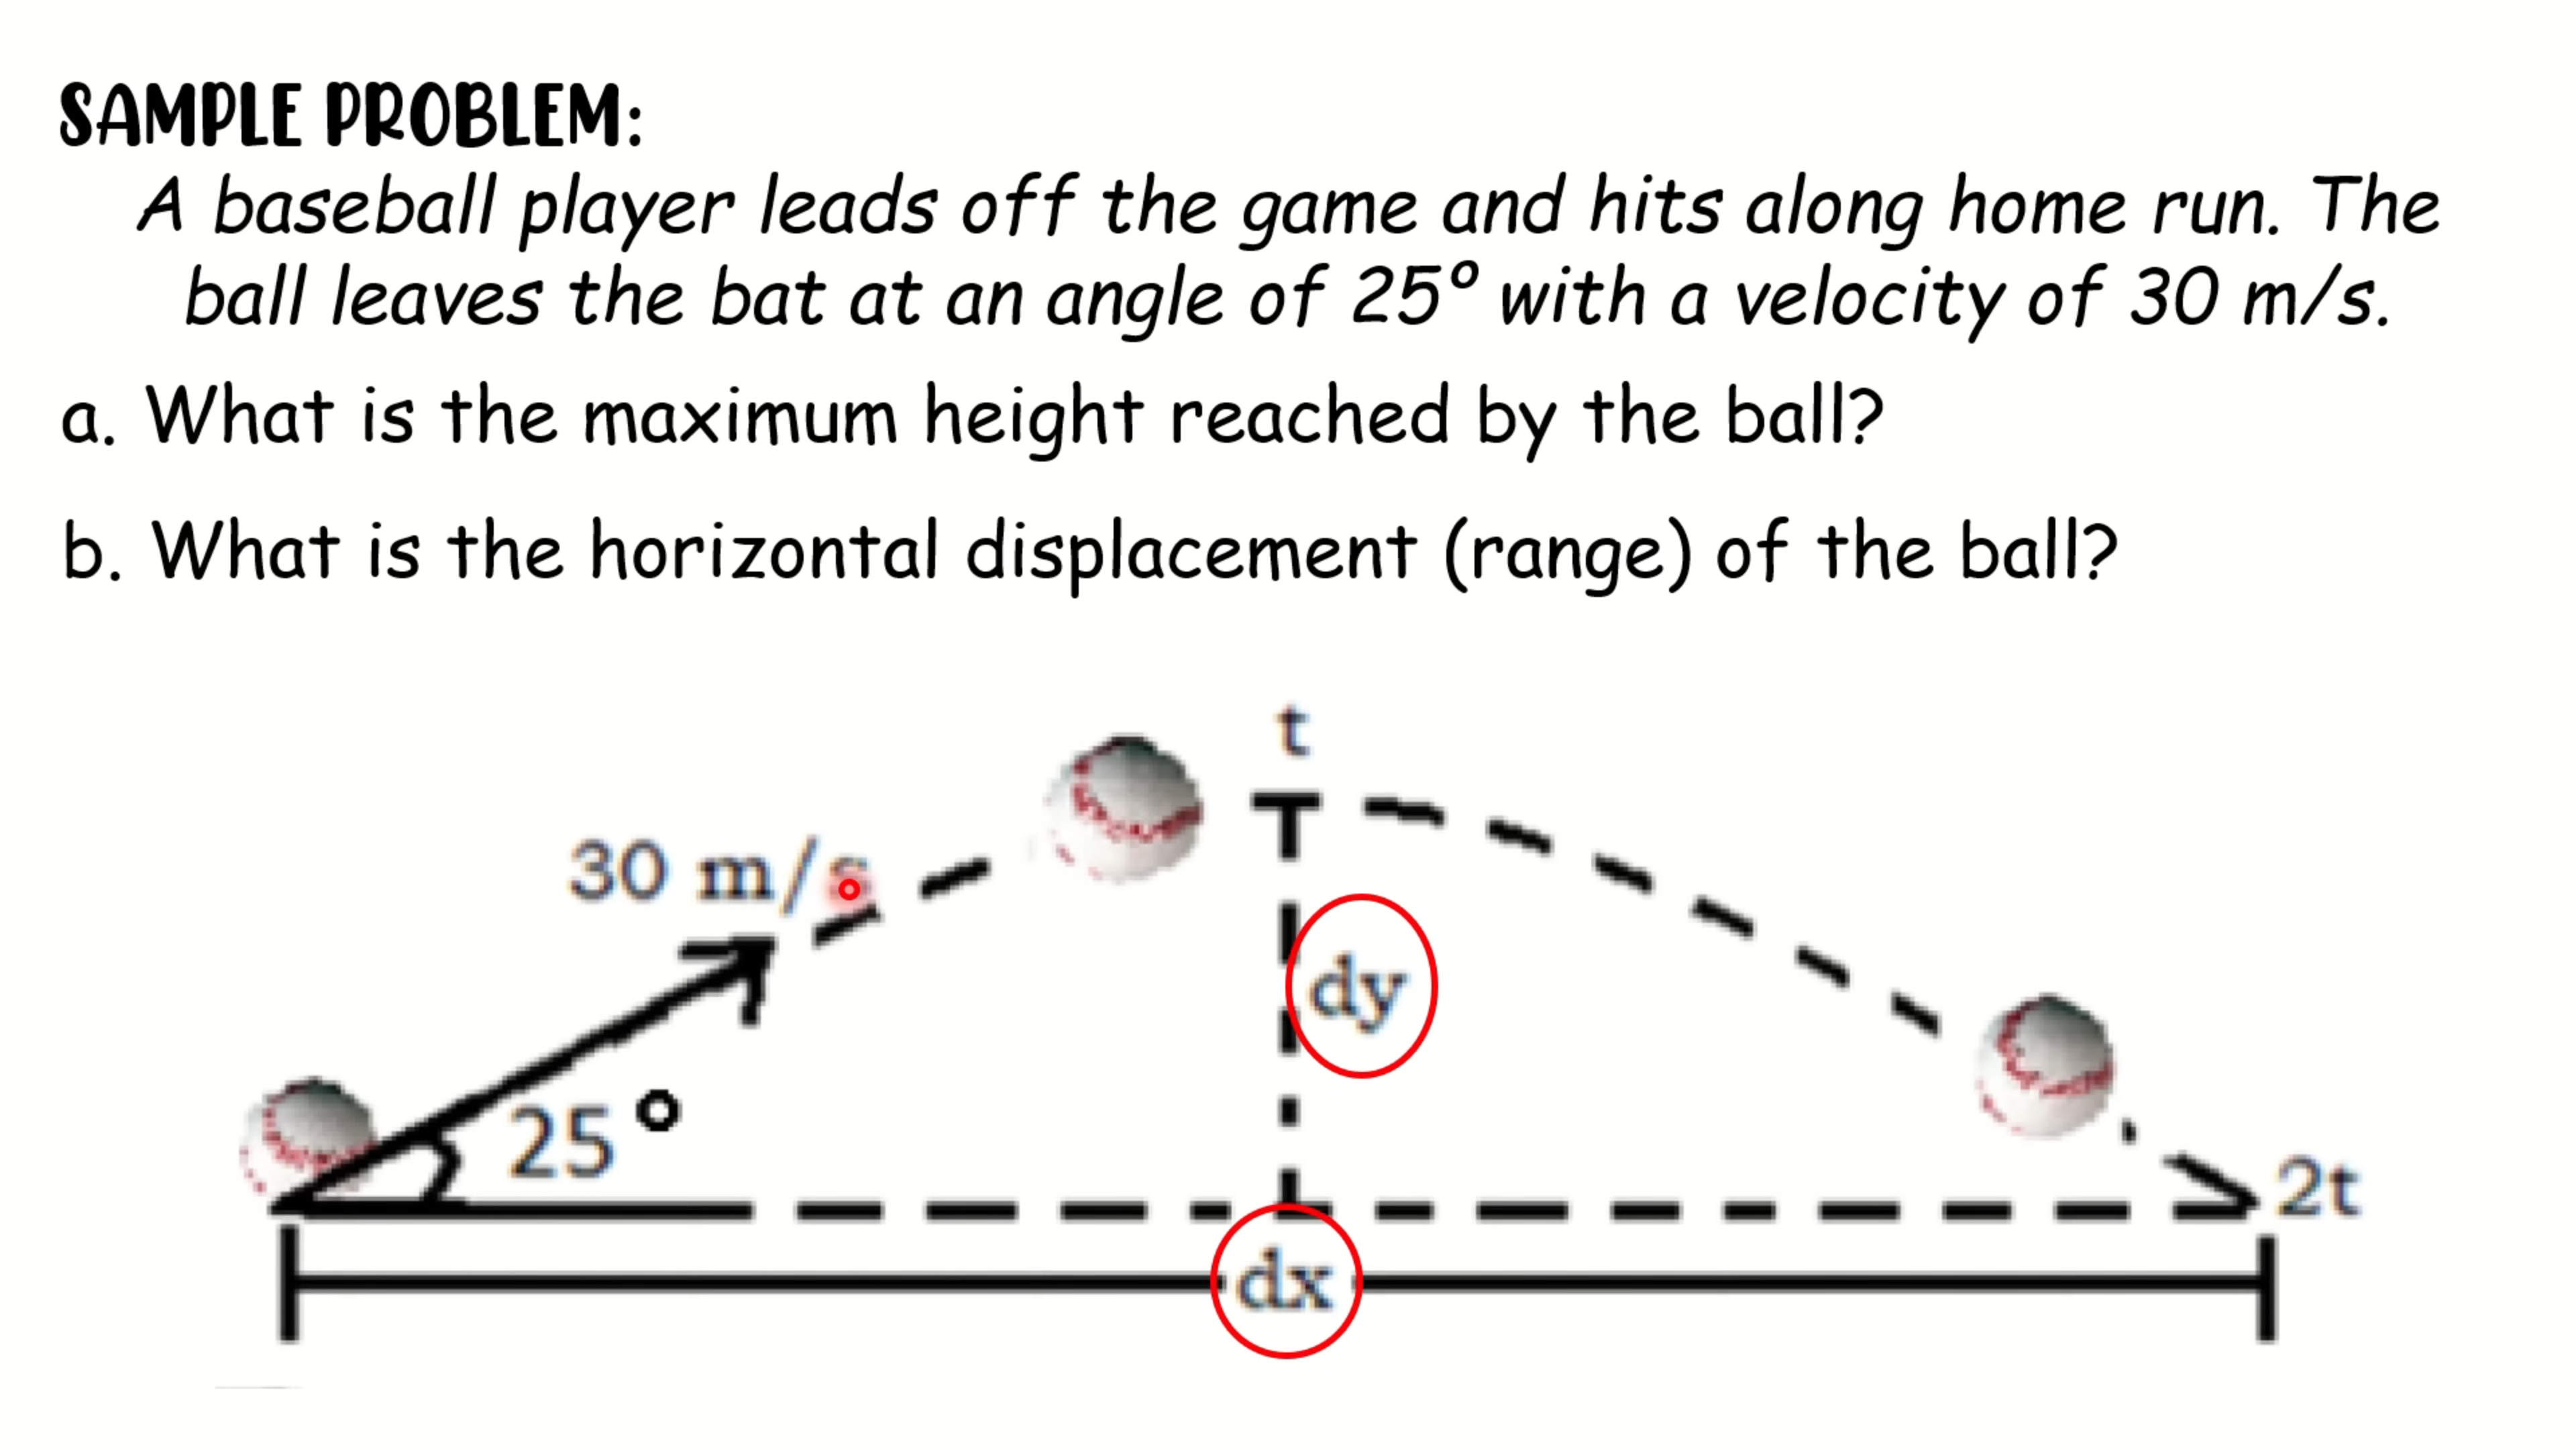 SAMPLE PROBLEM:
A baseball player leads off the game and hits along home run. The
ball leaves the bat at an angle of 25º with a velocity of 30 m/s.
a. What is the maximum height reached by the ball?
b. What is the horizontal displacement (range) of the ball?
t
30 m/s
dy
25°
2t
dx